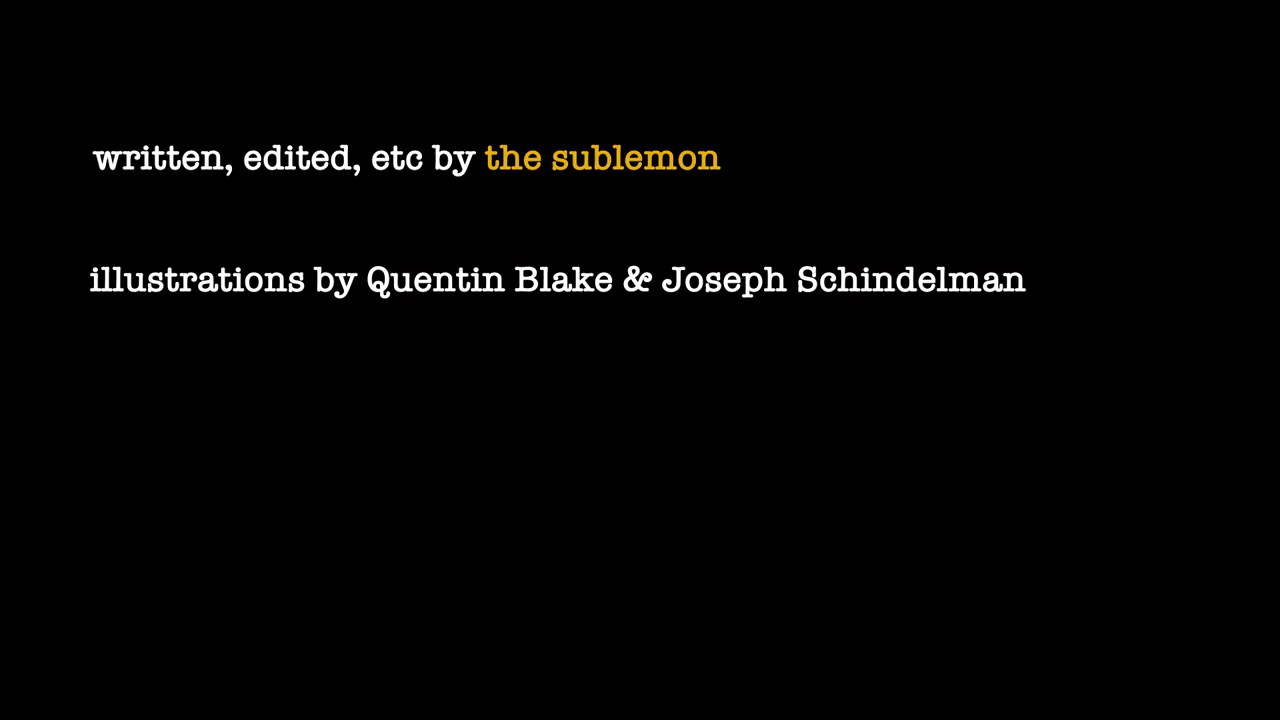 written, edited, etc by the sublemon
illustrations by Quentin Blake & Joseph Schindelman